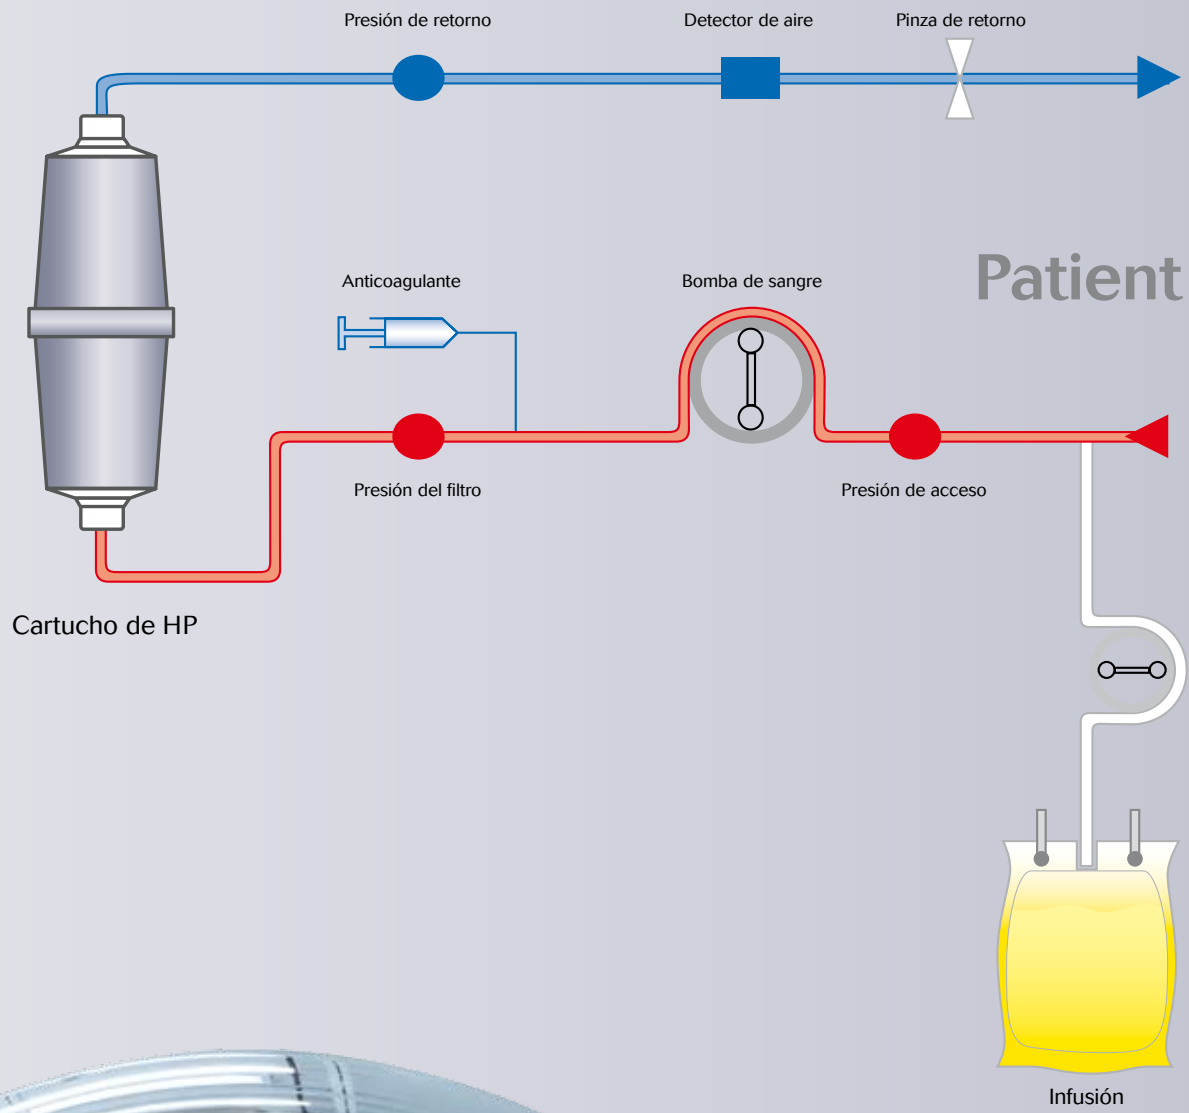 Presión de retorno
Detector de aire
Pinza de retorno
Patient
Anticoagulante
Bomba de sangre
Presión del filtro
Presión de acceso
Cartucho de HP
Infusión